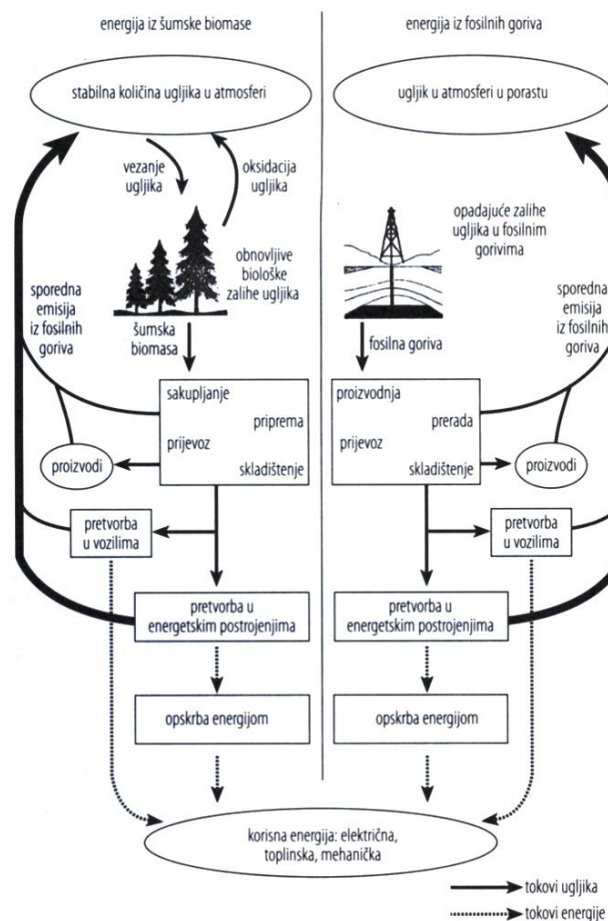 energija iz šumske biomase
stabilna količina ugljika u atmosferi
vezanje
ugljika
oksidacija
ugljika
obnovljive
biološke
zalihe ugljika
sporedna
emisija
iz fosilnih
goriva
šumska
biomasa
sakupljanje
priprema
prijevoz
skladištenje
proizvodi
pretvorba
u vozilima
pretvorba u
energetskim postrojenjima
opskrba energijom
energija iz fosilnih goriva
ugljik u atmosferi u porastu
opadajuće zalihe
ugljika u fosilnim
gorivima
sporedna
emisija
iz fosilnih
goriva
fosilna goriva
proizvodnja
prerada
prijevoz
skladištenje
proizvodi
pretvorba
u vozilima
pretvorba u
energetskim postrojenjima
opskrba energijom
korisna energija: električna,
toplinska, mehanička
tokovi ugljika
tokovi energije